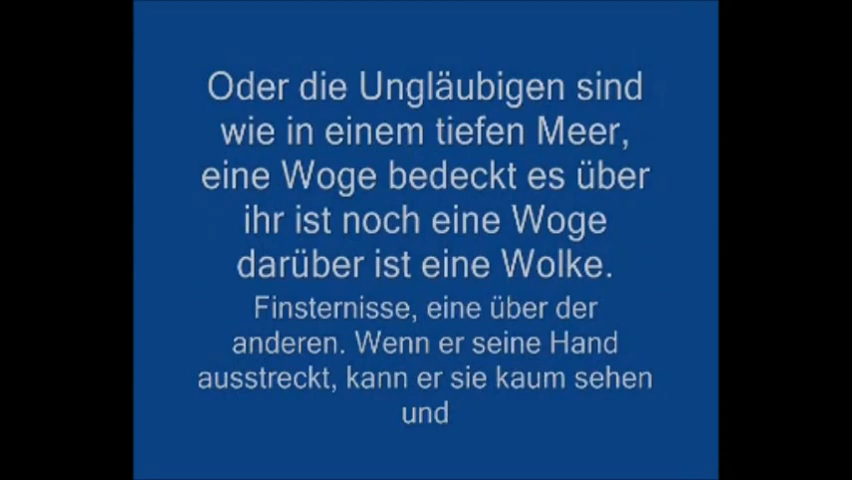 Oder die Ungläubigen sind
wie in einem tiefen Meer,
eine Woge bedeckt es über
ihr ist noch eine Woge
darüber ist eine Wolke.
Finsternisse, eine über der
anderen. Wenn er seine Hand
ausstreckt, kann er sie kaum sehen
und